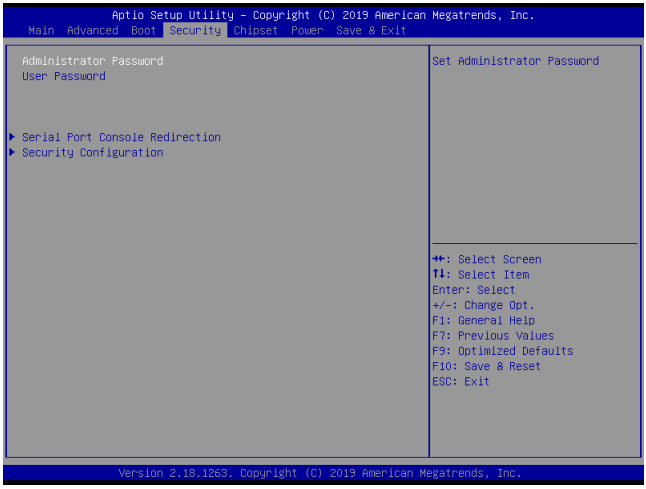 Aptio Setup Utility – Copyright (C) 2019 American Megatrends, Inc.
Main Advanced Boot Security Chipset Power Save & Exit
Administrator Password
User Password
▶ Serial Port Console Redirection
▶ Security Configuration
Set Administrator Password
→←: Select Screen
↑↓: Select Item
Enter: Select
+/-: Change Opt.
F1: General Help
F7: Previous Values
F9: Optimized Defaults
F10: Save & Reset
ESC: Exit
Version 2.18.1263. Copyright (C) 2019 American Megatrends, Inc.